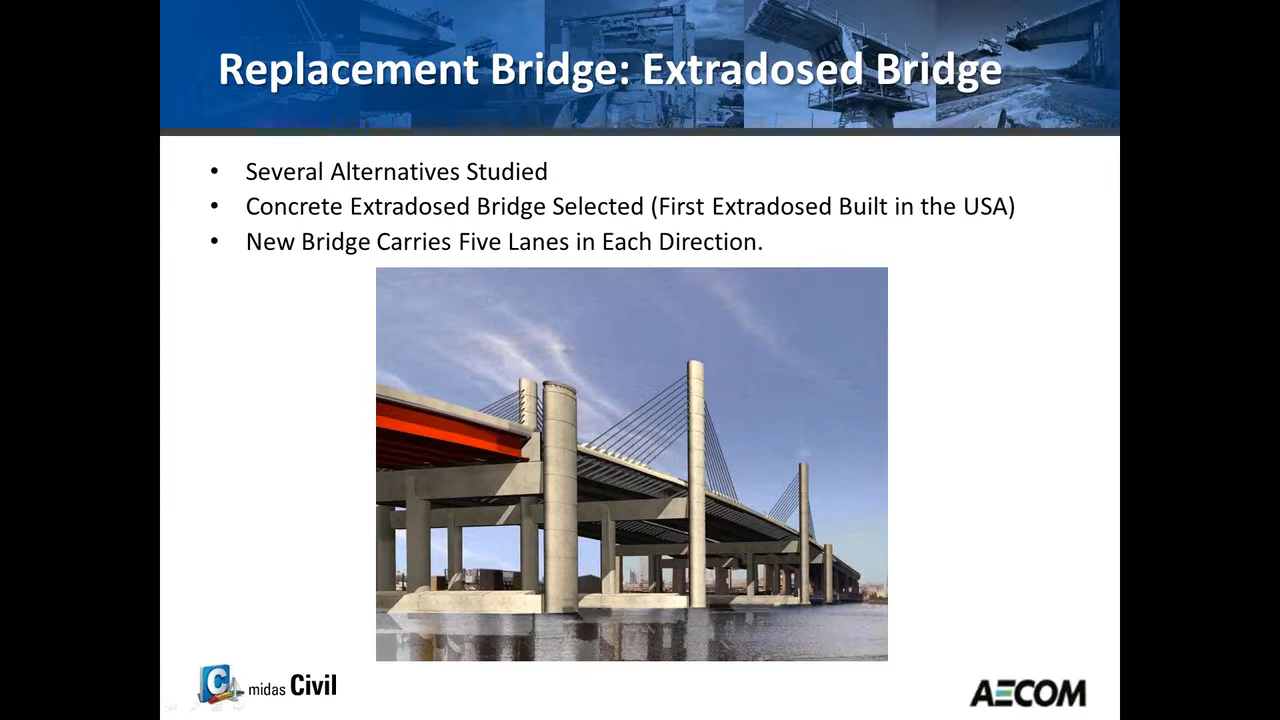 Replacement Bridge: Extradosed Bridge
• Several Alternatives Studied
• Concrete Extradosed Bridge Selected (First Extradosed Built in the USA)
• New Bridge Carries Five Lanes in Each Direction.
C midas Civil
AECOM